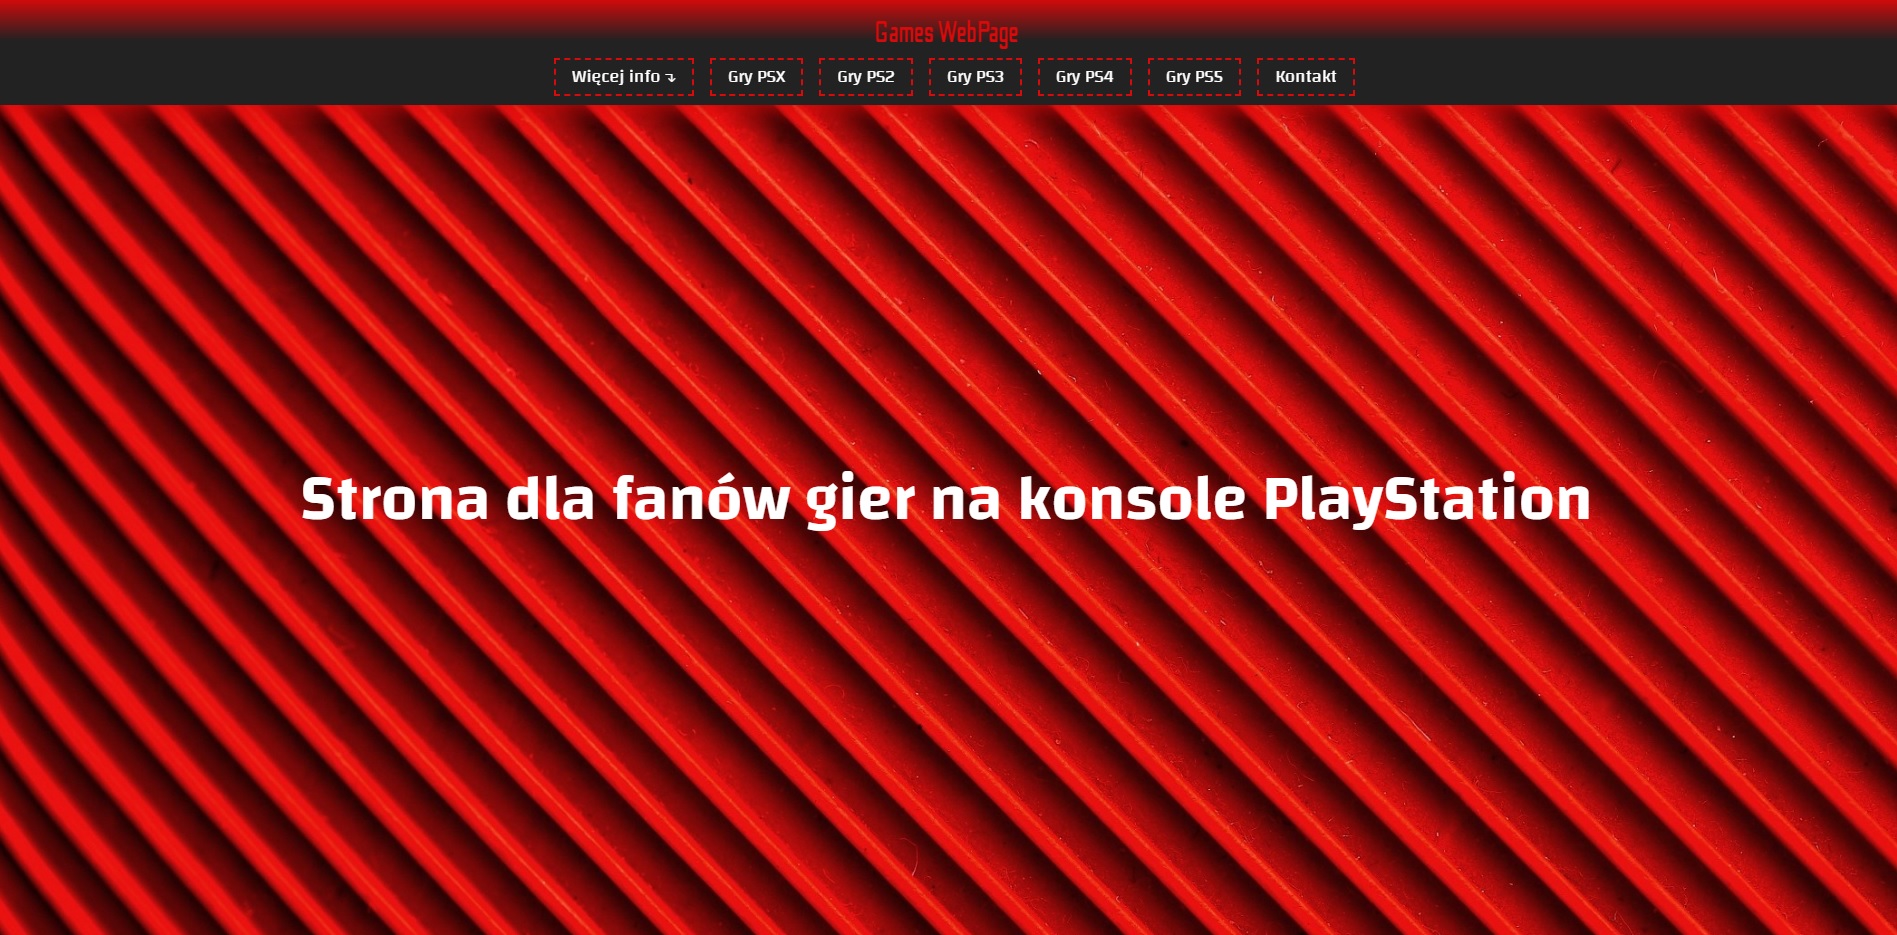 Games WebPage
Więcej info ↴ Gry PSX Gry PS2 Gry PS3 Gry PS4 Gry PS5 Kontakt
Strona dla fanów gier na konsole PlayStation